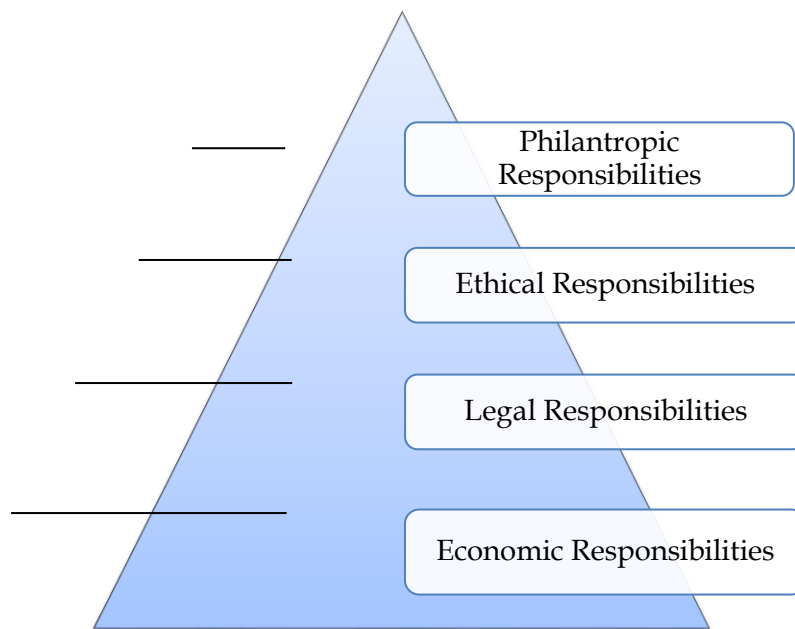 Philantropic
Responsibilities
Ethical Responsibilities
Legal Responsibilities
Economic Responsibilities